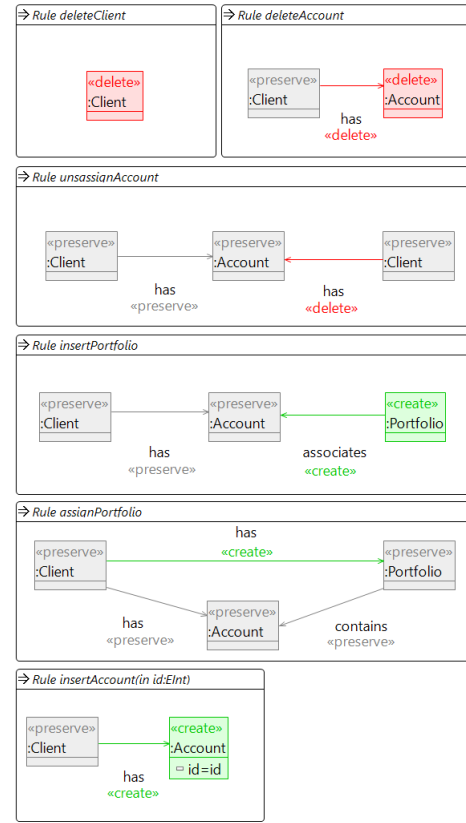 Rule deleteClient
«delete»
:Client
Rule deleteAccount
«preserve»
:Client
«delete»
:Account
has
«delete»
Rule unsassianAccount
«preserve»
:Client
«preserve»
:Account
«preserve»
:Client
has
«preserve»
has
«delete»
Rule insertPortfolio
«preserve»
:Client
«preserve»
:Account
«create»
:Portfolio
has
«preserve»
associates
«create»
Rule assianPortfolio
has
«create»
«preserve»
:Client
«preserve»
:Portfolio
«preserve»
:Account
has
«preserve»
contains
«preserve»
Rule insertAccount(in id:EInt)
«preserve»
:Client
«create»
:Account
id=id
has
«create»